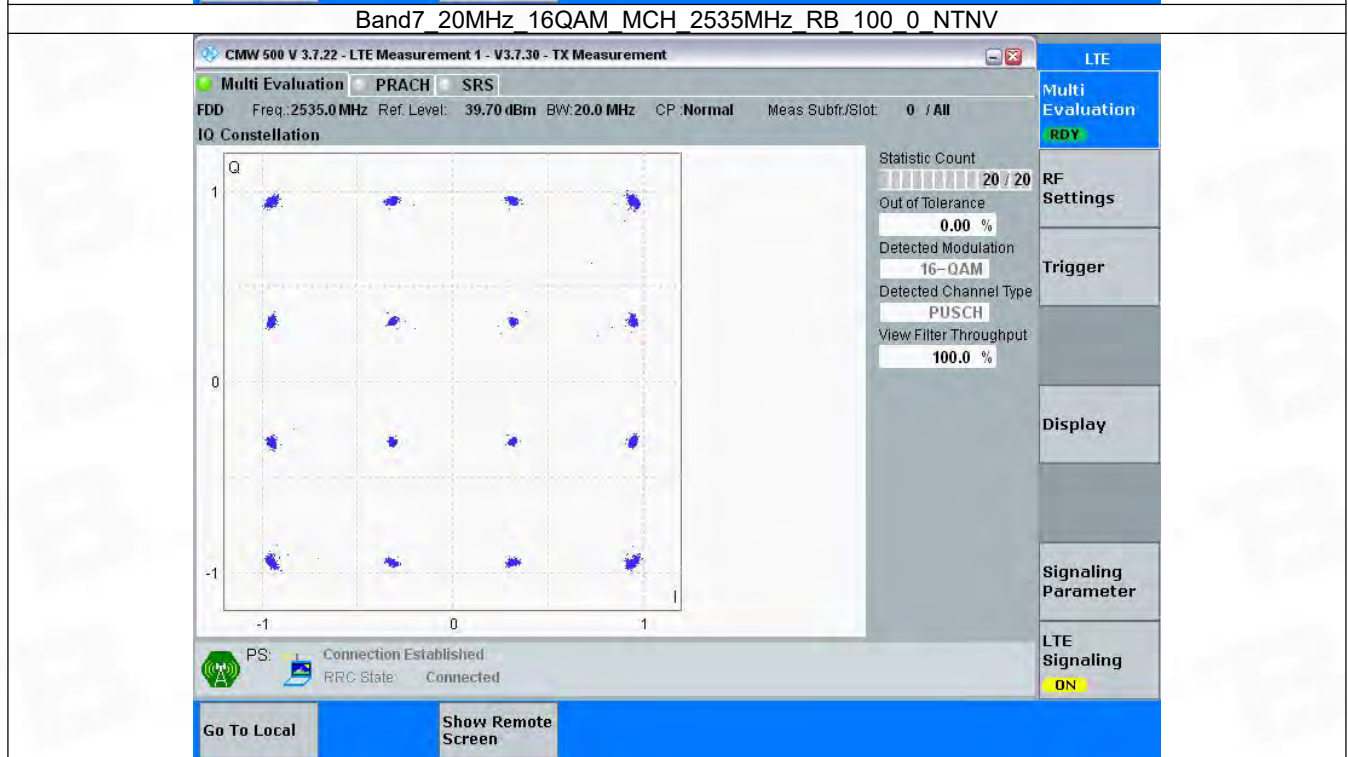 Band7_20MHz_16QAM_MCH_2535MHz_RB_100_0_NTNV
CMW 500 V 3.7.22 - LTE Measurement 1 - V3.7.30 - TX Measurement
LTE
Multi Evaluation PRACH SRS
Multi
Evaluation
RDY
FDD Freq.:2535.0 MHz Ref. Level: 39.70 dBm BW:20.0 MHz CP :Normal Meas Subfr./Slot: 0 / All
IQ Constellation
Q
1
0
-1
I
-1 0 1
Statistic Count
20 / 20
Out of Tolerance
0.00 %
Detected Modulation
16-QAM
Detected Channel Type
PUSCH
View Filter Throughput
100.0 %
RF
Settings
Trigger
Display
Signaling
Parameter
LTE
Signaling
ON
PS: Connection Established
RRC State: Connected
Go To Local
Show Remote
Screen